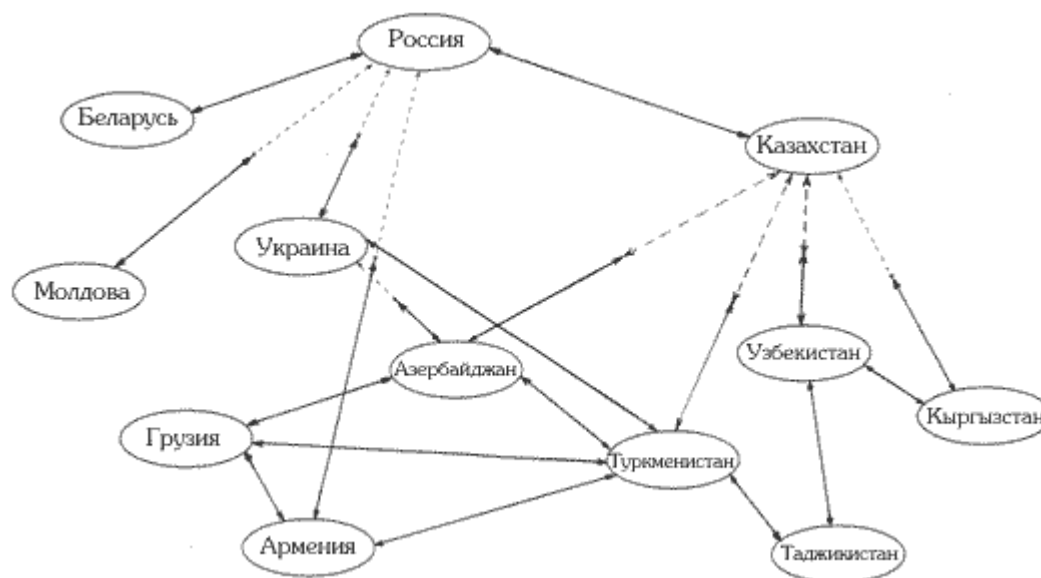 Россия
Беларусь
Казахстан
Украина
Молдова
Узбекистан
Азербайджан
Кыргызстан
Грузия
Туркменистан
Армения
Таджикистан